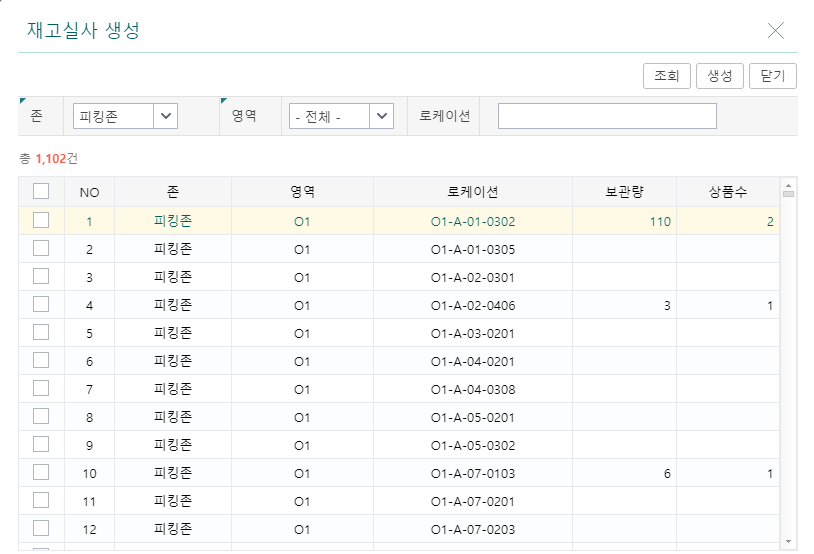 재고실사 생성
조회 생성 닫기
존 피킹존 영역 - 전체 - 로케이션
총 1,102건
NO 존 영역 로케이션 보관량 상품수
1 피킹존 O1 O1-A-01-0302 110 2
2 피킹존 O1 O1-A-01-0305
3 피킹존 O1 O1-A-02-0301
4 피킹존 O1 O1-A-02-0406 3 1
5 피킹존 O1 O1-A-03-0201
6 피킹존 O1 O1-A-04-0201
7 피킹존 O1 O1-A-04-0308
8 피킹존 O1 O1-A-05-0201
9 피킹존 O1 O1-A-05-0302
10 피킹존 O1 O1-A-07-0103 6 1
11 피킹존 O1 O1-A-07-0201
12 피킹존 O1 O1-A-07-0203